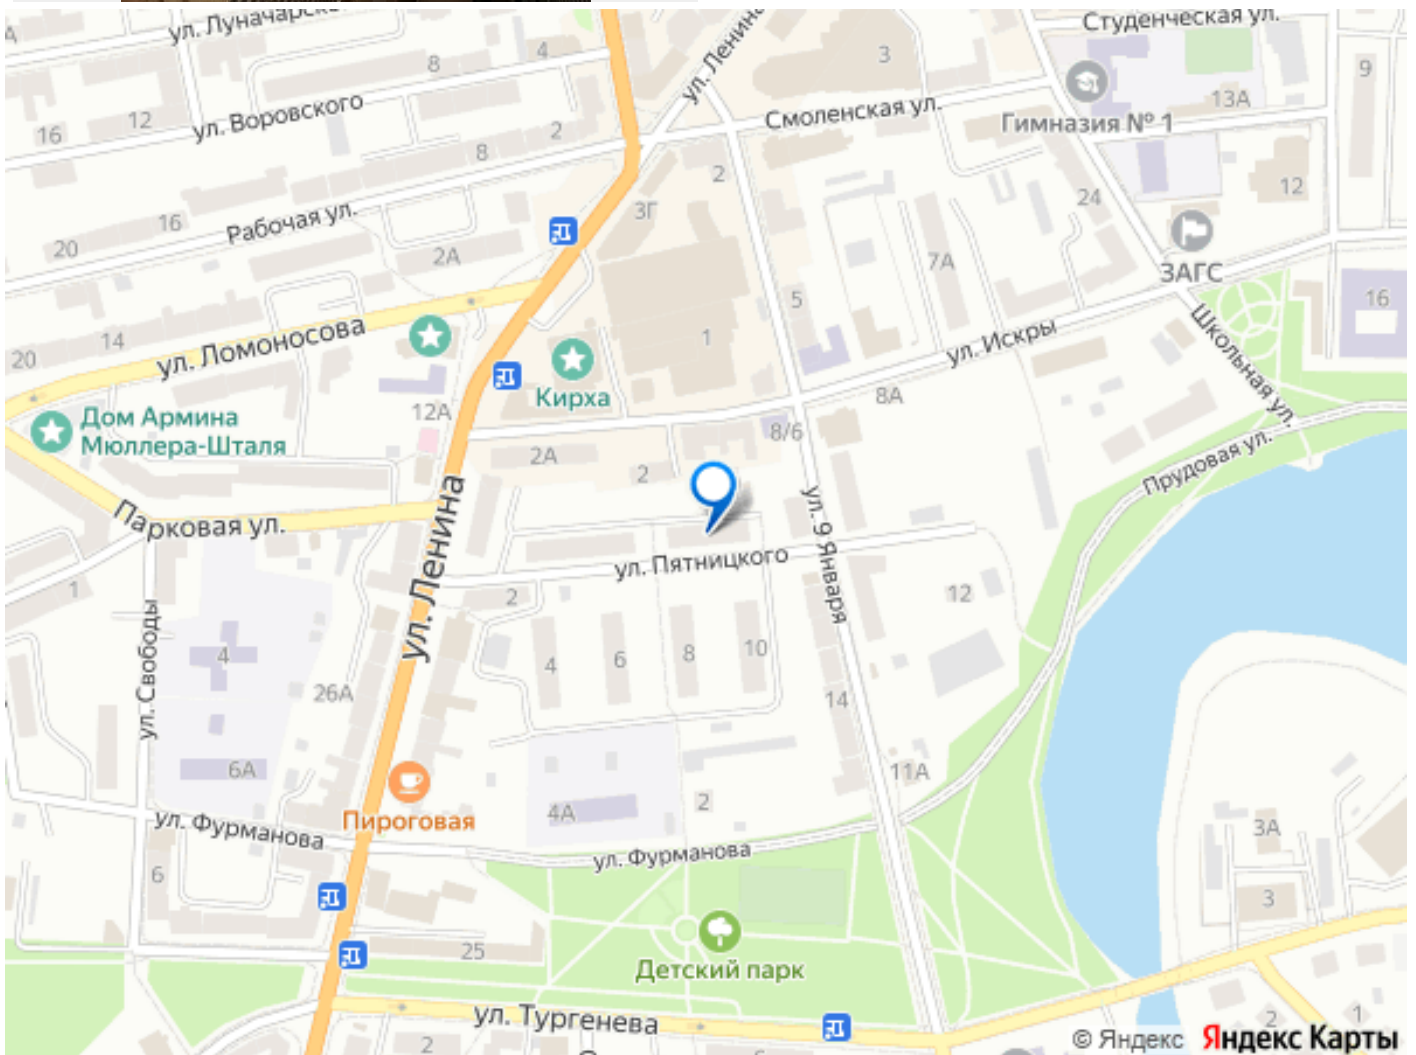 ул. Луначарско
ул. Ленина
Студенческая ул.
4
8
3
9
16
12
ул. Воровского
2
Смоленская ул.
13А
Гимназия № 1
8
2
12
20
16
Рабочая ул.
3Г
24
2А
7А
ЗАГС
16
5
20
14
ул. Ломоносова
1
ул. Искры
Школьная ул.
Кирха
8А
Дом Армина
Мюллера-Шталя
12А
8/6
2А
2
Прудовая ул.
Парковая ул.
ул. Ленина
ул. 9 Января
ул. Пятницкого
1
2
12
ул. Свободы
4
4
6
8
10
26А
14
6А
11А
Пироговая
4А
2
3А
ул. Фурманова
ул. Фурманова
6
3
25
Детский парк
ул. Тургенева
2
1
2
6
© Яндекс Яндекс Карты